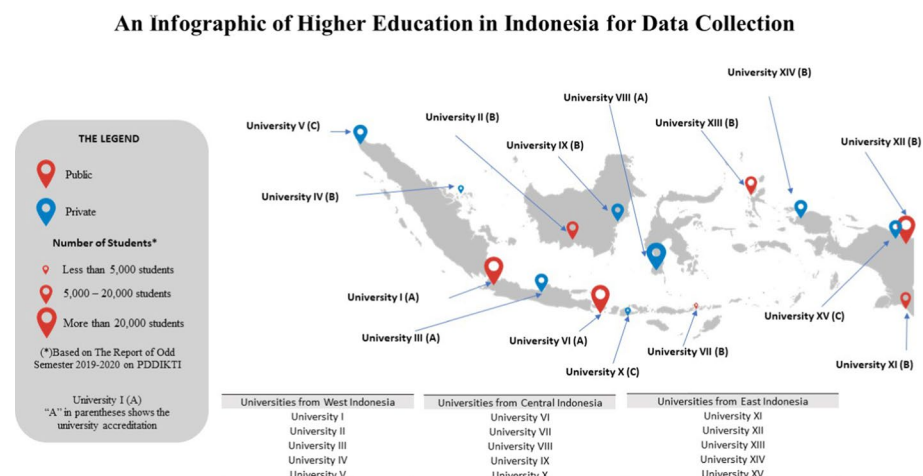 An Infographic of Higher Education in Indonesia for Data Collection
THE LEGEND
Public
Private
Number of Students*
Less than 5,000 students
5,000 – 20,000 students
More than 20,000 students
(*)Based on The Report of Odd
Semester 2019-2020 on PDDIKTI
University I (A)
“A” in parentheses shows the
university accreditation
University XIV (B)
University VIII (A)
University V (C)
University II (B)
University XIII (B)
University IX (B)
University XII (B)
University IV (B)
University I (A)
University III (A)
University VI (A)
University X (C)
University VII (B)
University XV (C)
University XI (B)
Universities from West Indonesia
University I
University II
University III
University IV
University V
Universities from Central Indonesia
University VI
University VII
University VIII
University IX
University X
Universities from East Indonesia
University XI
University XII
University XIII
University XIV
University XV